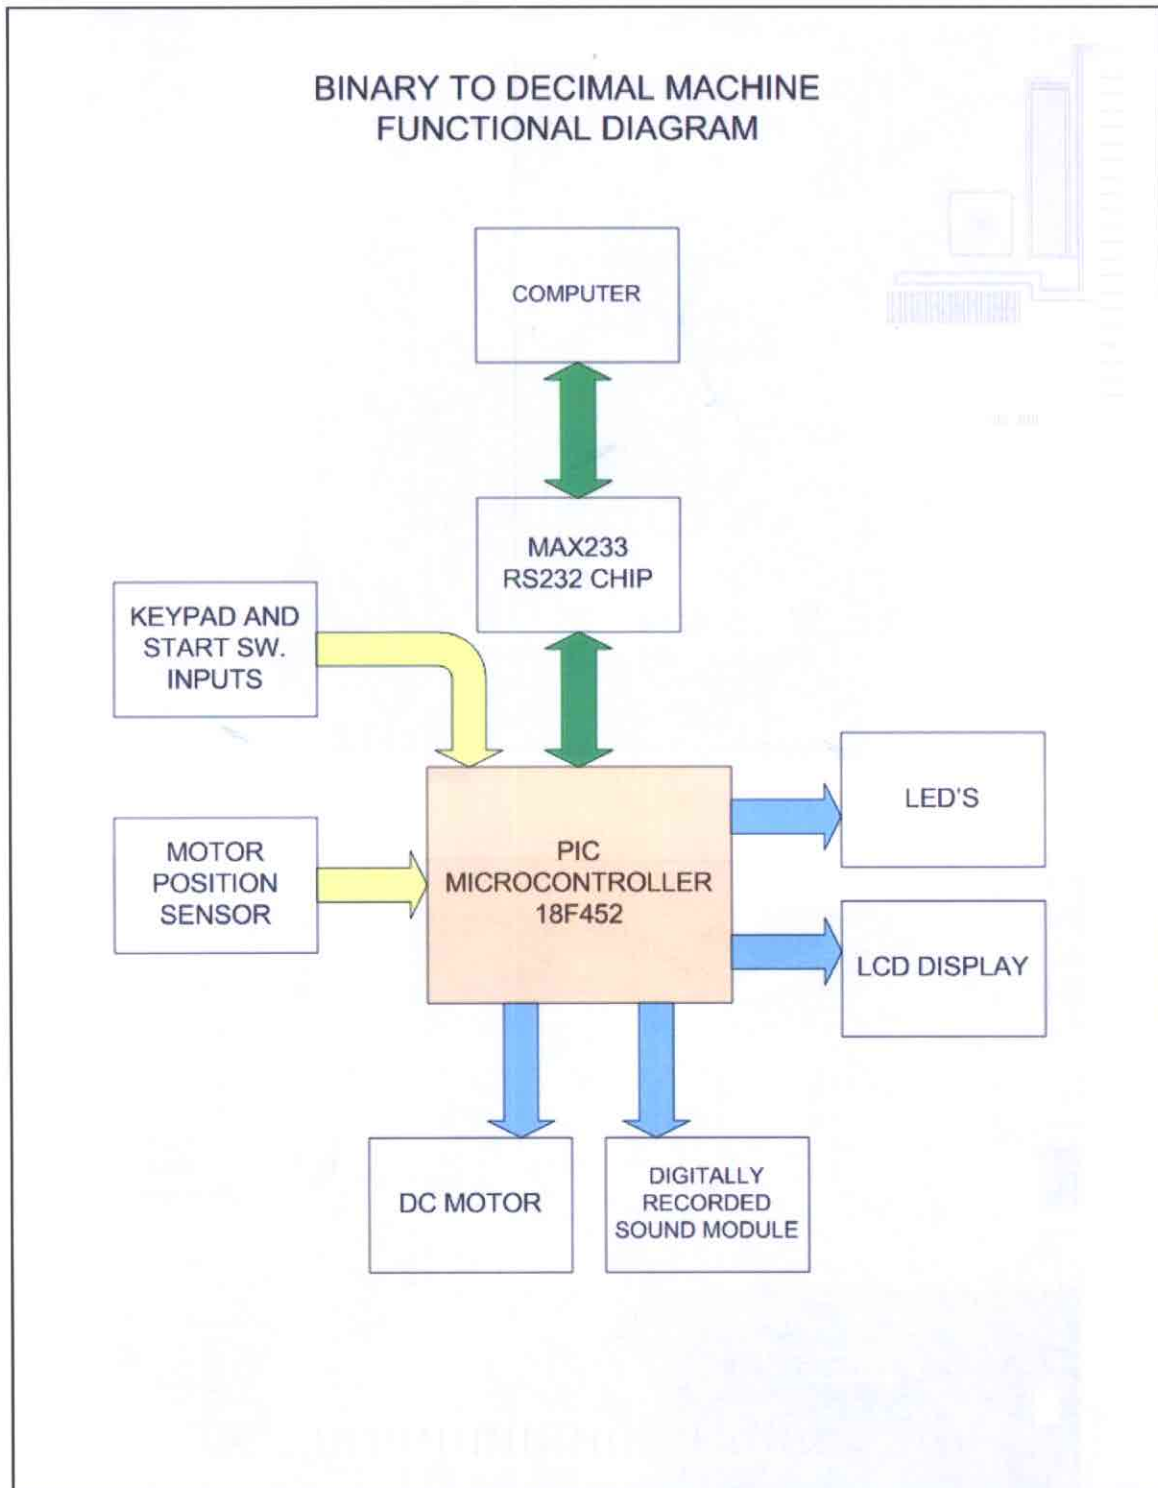 BINARY TO DECIMAL MACHINE
FUNCTIONAL DIAGRAM
COMPUTER
MAX233
RS232 CHIP
KEYPAD AND
START SW.
INPUTS
LED'S
MOTOR
POSITION
SENSOR
PIC
MICROCONTROLLER
18F452
LCD DISPLAY
DC MOTOR
DIGITALLY
RECORDED
SOUND MODULE